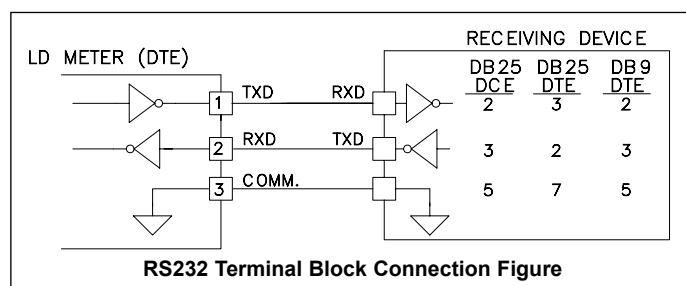 RECEIVING DEVICE
LD METER (DTE)
DB25 DB25 DB9
DCE DTE DTE
1 TXD RXD 2 3 2
2 RXD TXD 3 2 3
3 COMM. 5 7 5
RS232 Terminal Block Connection Figure